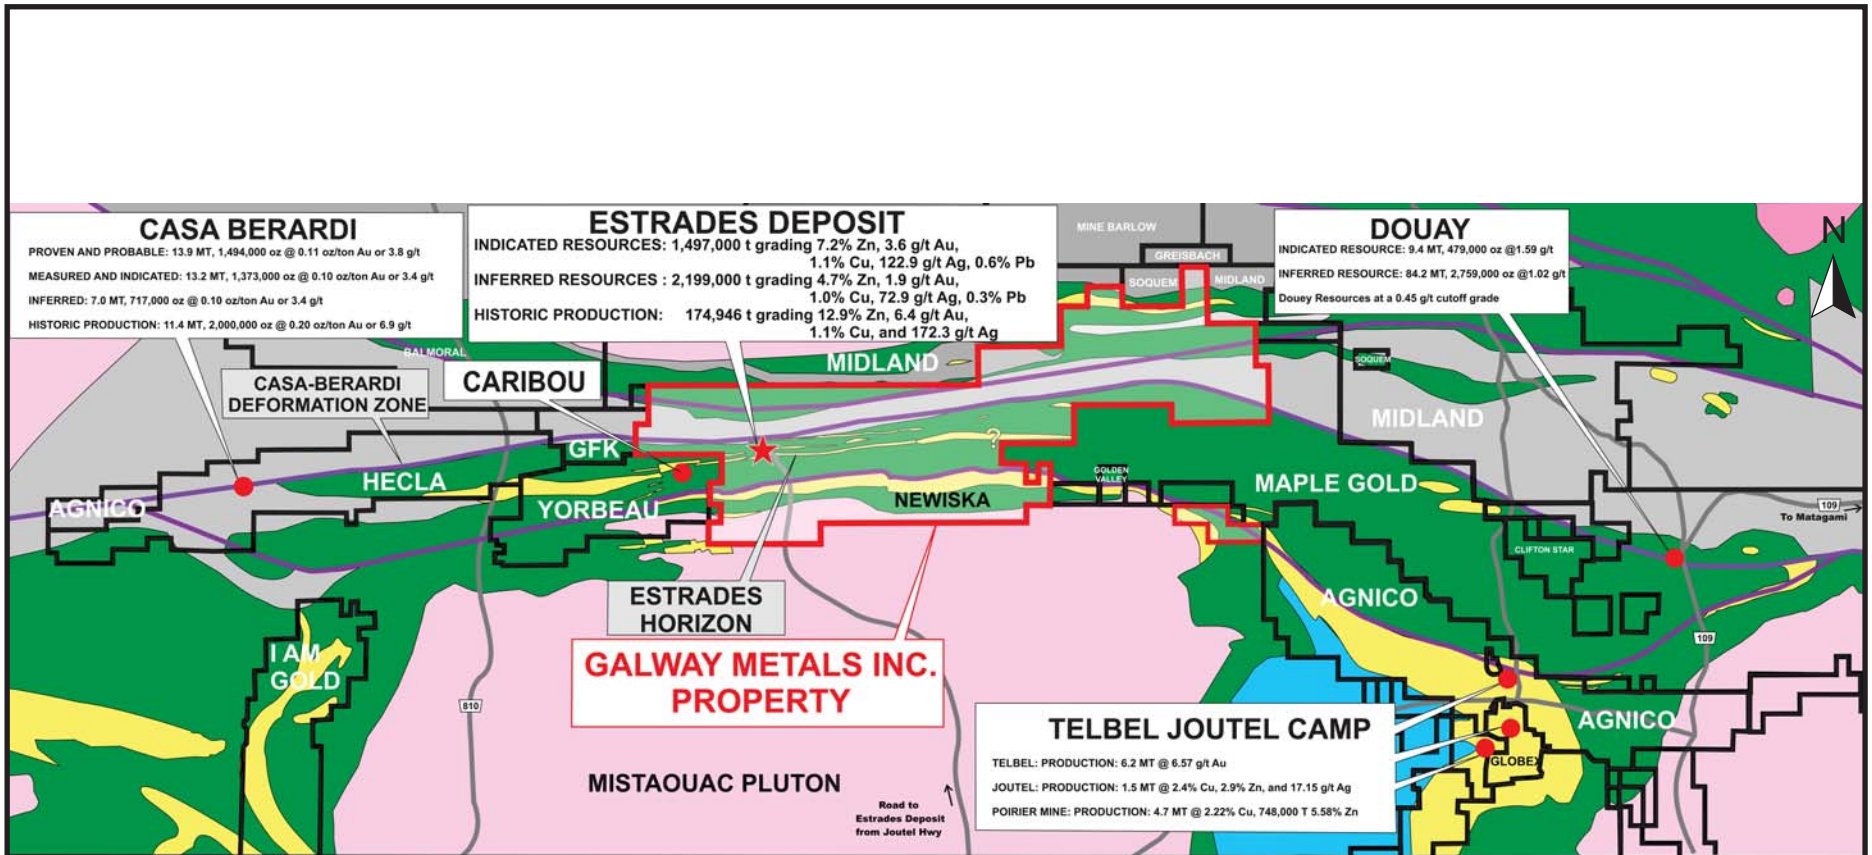 CASA BERARDI
PROVEN AND PROBABLE: 13.9 MT, 1,494,000 oz @ 0.11 oz/ton Au or 3.8 g/t
MEASURED AND INDICATED: 13.2 MT, 1,373,000 oz @ 0.10 oz/ton Au or 3.4 g/t
INFERRED: 7.0 MT, 717,000 oz @ 0.10 oz/ton Au or 3.4 g/t
HISTORIC PRODUCTION: 11.4 MT, 2,000,000 oz @ 0.20 oz/ton Au or 6.9 g/t
ESTRADES DEPOSIT
INDICATED RESOURCES: 1,497,000 t grading 7.2% Zn, 3.6 g/t Au,
1.1% Cu, 122.9 g/t Ag, 0.6% Pb
INFERRED RESOURCES : 2,199,000 t grading 4.7% Zn, 1.9 g/t Au,
1.0% Cu, 72.9 g/t Ag, 0.3% Pb
HISTORIC PRODUCTION: 174,946 t grading 12.9% Zn, 6.4 g/t Au,
1.1% Cu, and 172.3 g/t Ag
MINE BARLOW
GREISBACH
SOQUEM
MIDLAND
DOUAY
INDICATED RESOURCE: 9.4 MT, 479,000 oz @1.59 g/t
INFERRED RESOURCE: 84.2 MT, 2,759,000 oz @1.02 g/t
Douey Resources at a 0.45 g/t cutoff grade
N
BALMORAL
MIDLAND
SOQUEM
CASA-BERARDI
DEFORMATION ZONE
CARIBOU
MIDLAND
?
GFK
HECLA
AGNICO
YORBEAU
NEWISKA
GOLDEN
VALLEY
MAPLE GOLD
109
To Matagami
CLIFTON STAR
ESTRADES
HORIZON
AGNICO
109
I AM
GOLD
GALWAY METALS INC.
PROPERTY
810
AGNICO
TELBEL JOUTEL CAMP
TELBEL: PRODUCTION: 6.2 MT @ 6.57 g/t Au
JOUTEL: PRODUCTION: 1.5 MT @ 2.4% Cu, 2.9% Zn, and 17.15 g/t Ag
POIRIER MINE: PRODUCTION: 4.7 MT @ 2.22% Cu, 748,000 T 5.58% Zn
GLOBEX
MISTAOUAC PLUTON
Road to
Estrades Deposit
from Joutel Hwy